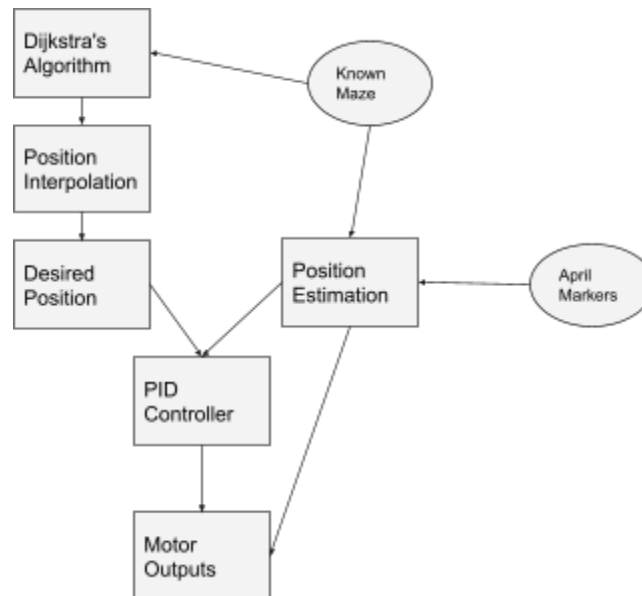 Dijkstra's
Algorithm
Known
Maze
Position
Interpolation
Desired
Position
Position
Estimation
April
Markers
PID
Controller
Motor
Outputs